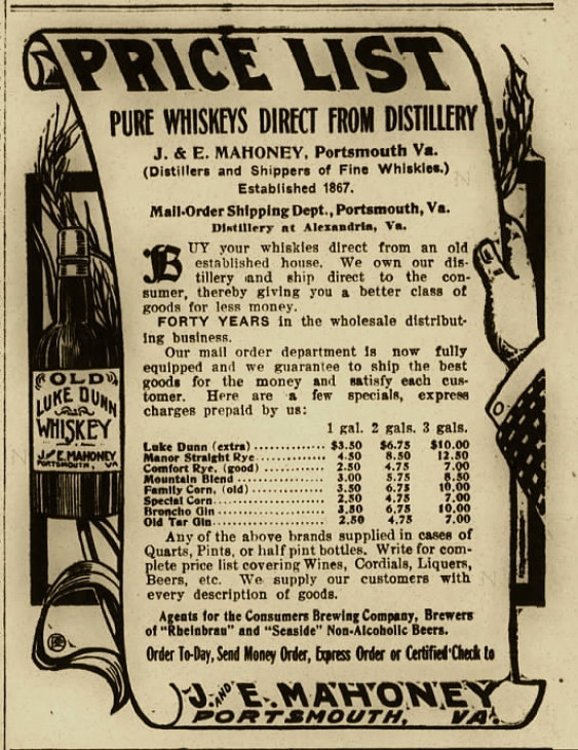 PRICE LIST
PURE WHISKEYS DIRECT FROM DISTILLERY
J. & E. MAHONEY, Portsmouth Va.
(Distillers and Shippers of Fine Whiskies.)
Established 1867.
Mail-Order Shipping Dept., Portsmouth, Va.
Distillery at Alexandria, Va.
BUY your whiskies direct from an old
established house. We own our dis-
tillery and ship direct to the con-
sumer, thereby giving you a better class of
goods for less money.
FORTY YEARS in the wholesale distribut-
ing business.
Our mail order department is now fully
equipped and we guarantee to ship the best
goods for the money and satisfy each cus-
tomer. Here are a few specials, express
charges prepaid by us:
1 gal. 2 gals. 3 gals.
Luke Dunn (extra) .............. $3.50 $6.75 $10.00
Manor Straight Rye.............. 4.50 8.50 12.50
Comfort Rye, (good) ............. 2.50 4.75 7.00
Mountain Blend ................. 3.00 5.75 8.50
Family Corn, (old) .............. 3.50 6.75 10.00
Special Corn..................... 2.50 4.75 7.00
Broncho Gin .................... 3.50 6.75 10.00
Old Tar Gin...................... 2.50 4.75 7.00
Any of the above brands supplied in cases of
Quarts, Pints, or half pint bottles. Write for com-
plete price list covering Wines, Cordials, Liquers,
Beers, etc. We supply our customers with
every description of goods.
Agents for the Consumers Brewing Company, Brewers
of "Rheinbrau" and "Seaside" Non-Alcoholic Beers.
Order To-Day, Send Money Order, Express Order or Certified Check to
J. AND E. MAHONEY
PORTSMOUTH, VA.
"OLD"
LUKE DUNN
WHISKEY
J. and E. MAHONEY
PORTSMOUTH, VA